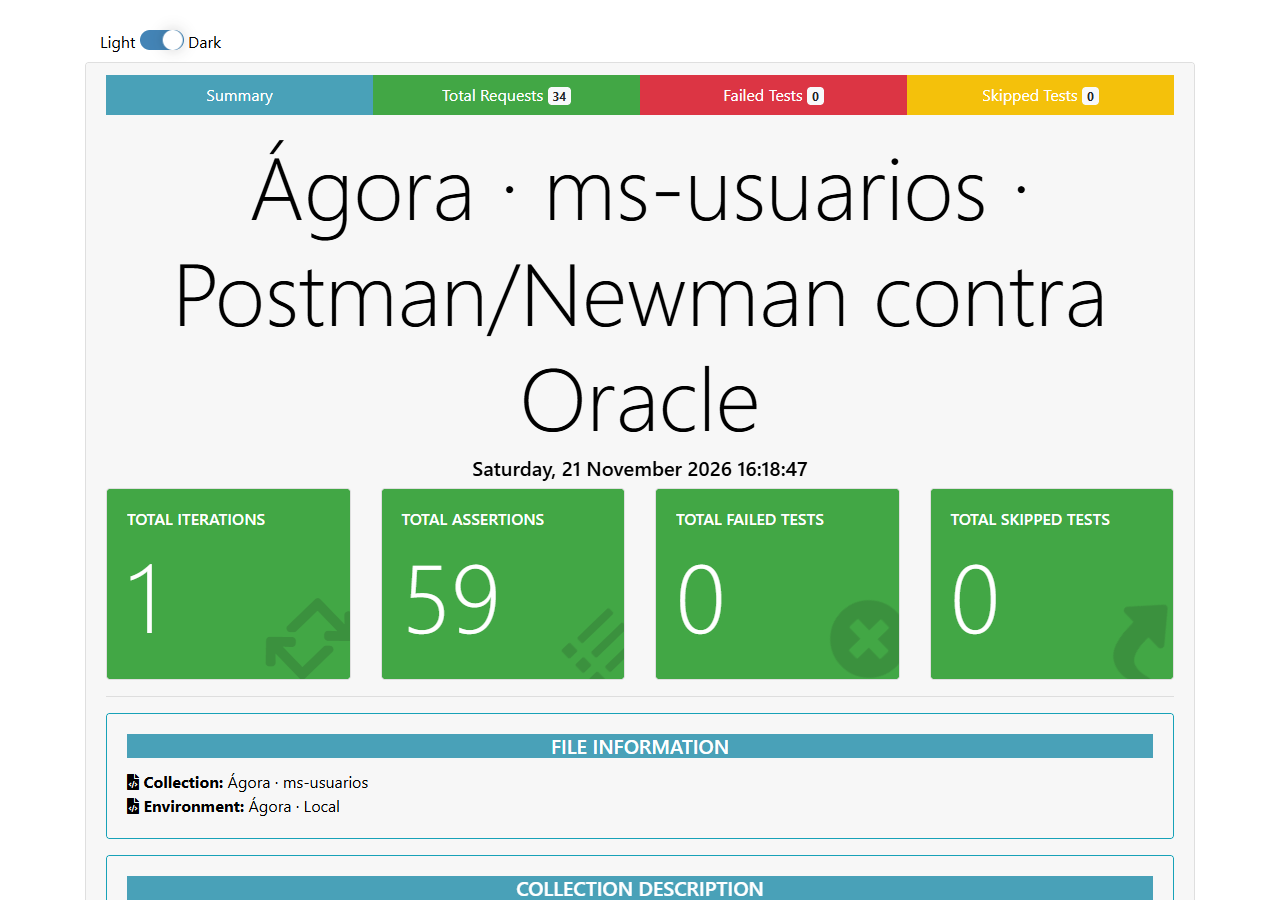 Light Dark
Summary
Total Requests 34
Failed Tests 0
Skipped Tests 0
Ágora · ms-usuarios ·
Postman/Newman contra
Oracle
Saturday, 21 November 2026 16:18:47
TOTAL ITERATIONS
1
TOTAL ASSERTIONS
59
TOTAL FAILED TESTS
0
TOTAL SKIPPED TESTS
0
FILE INFORMATION
Collection: Ágora · ms-usuarios
Environment: Ágora · Local
COLLECTION DESCRIPTION